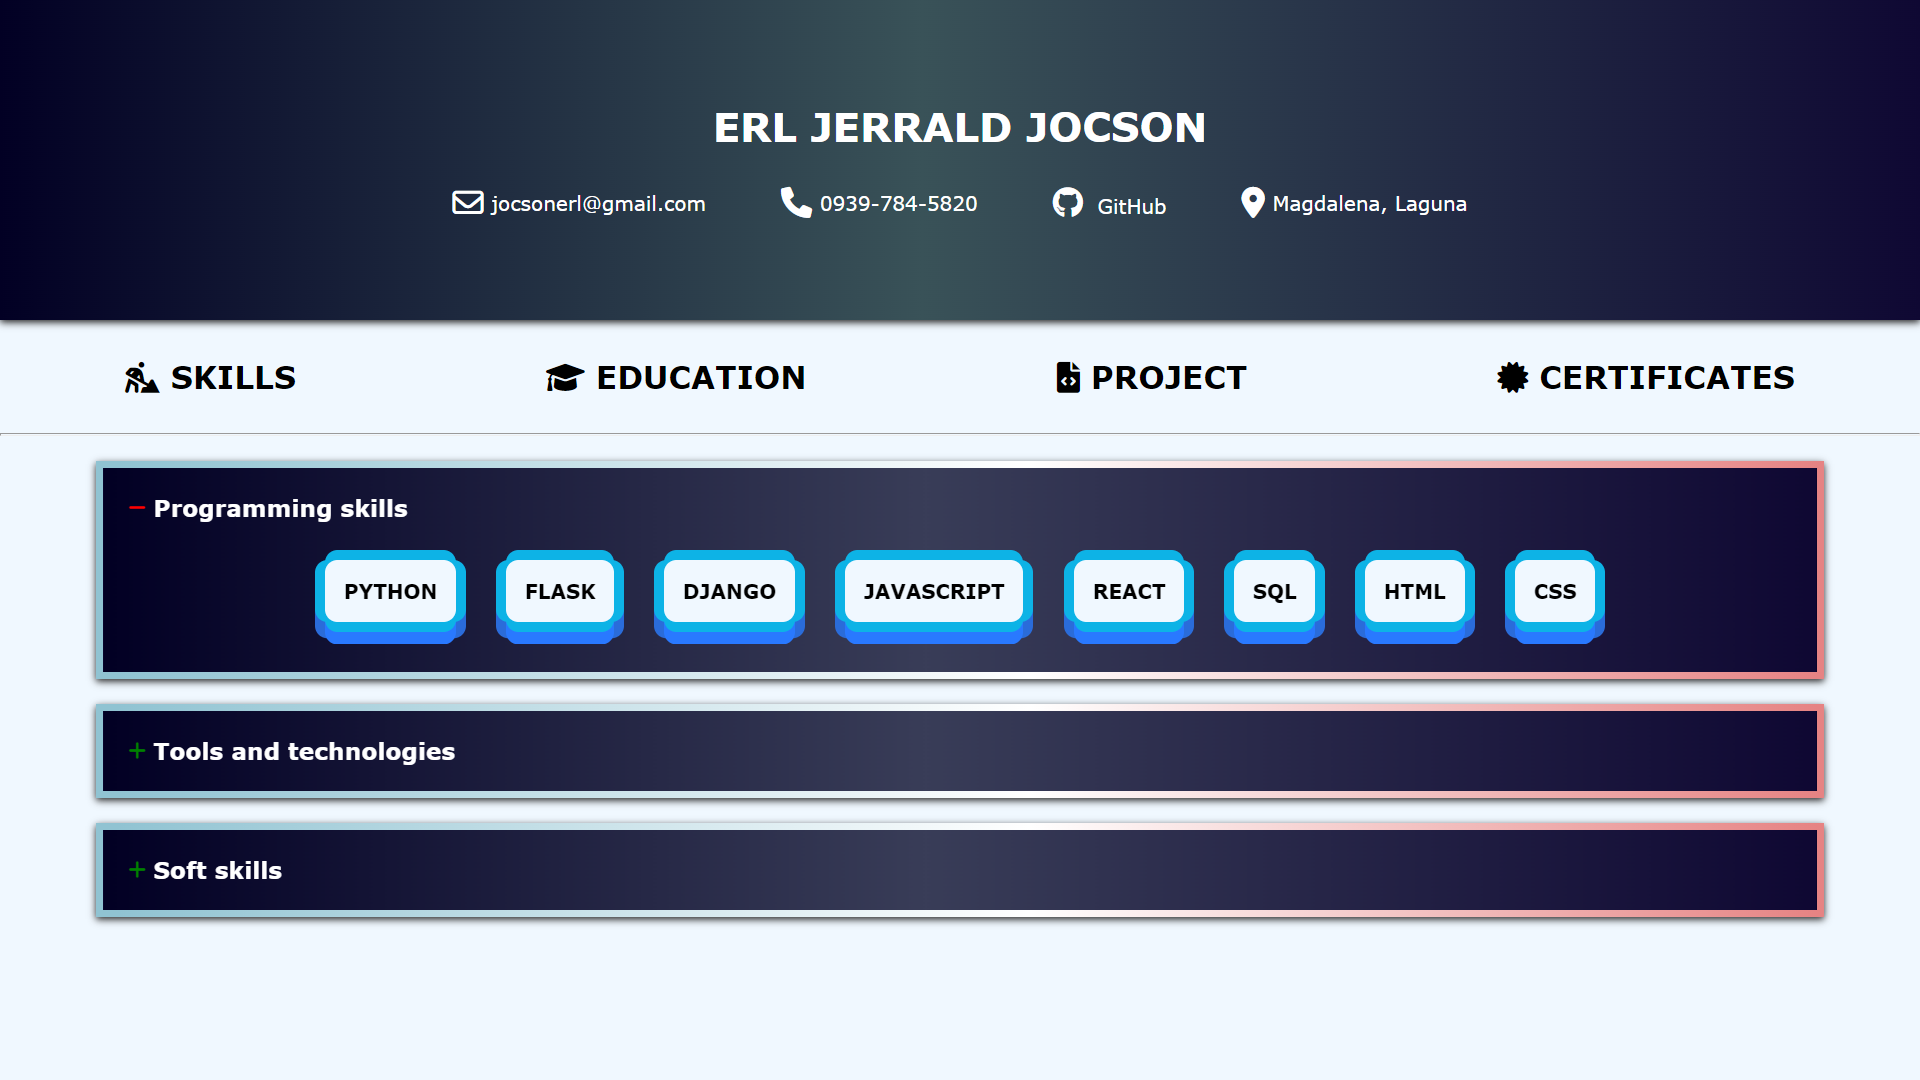 ERL JERRALD JOCSON
jocsonerl@gmail.com 0939-784-5820 GitHub Magdalena, Laguna
SKILLS EDUCATION PROJECT CERTIFICATES
− Programming skills
PYTHON FLASK DJANGO JAVASCRIPT REACT SQL HTML CSS
+ Tools and technologies
+ Soft skills